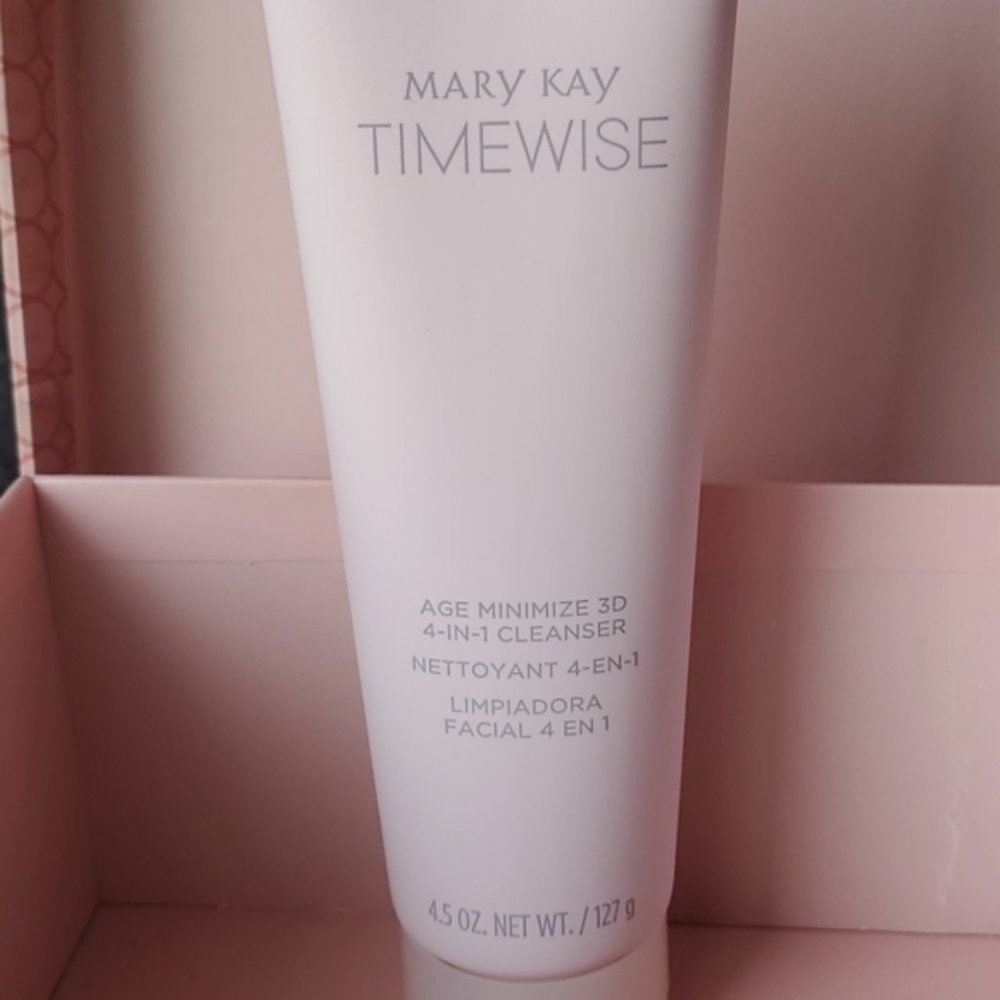 MARY KAY
TIMEWISE
AGE MINIMIZE 3D
4-IN-1 CLEANSER
NETTOYANT 4-EN-1
LIMPIADORA
FACIAL 4 EN 1
4.5 OZ. NET WT. / 127 g